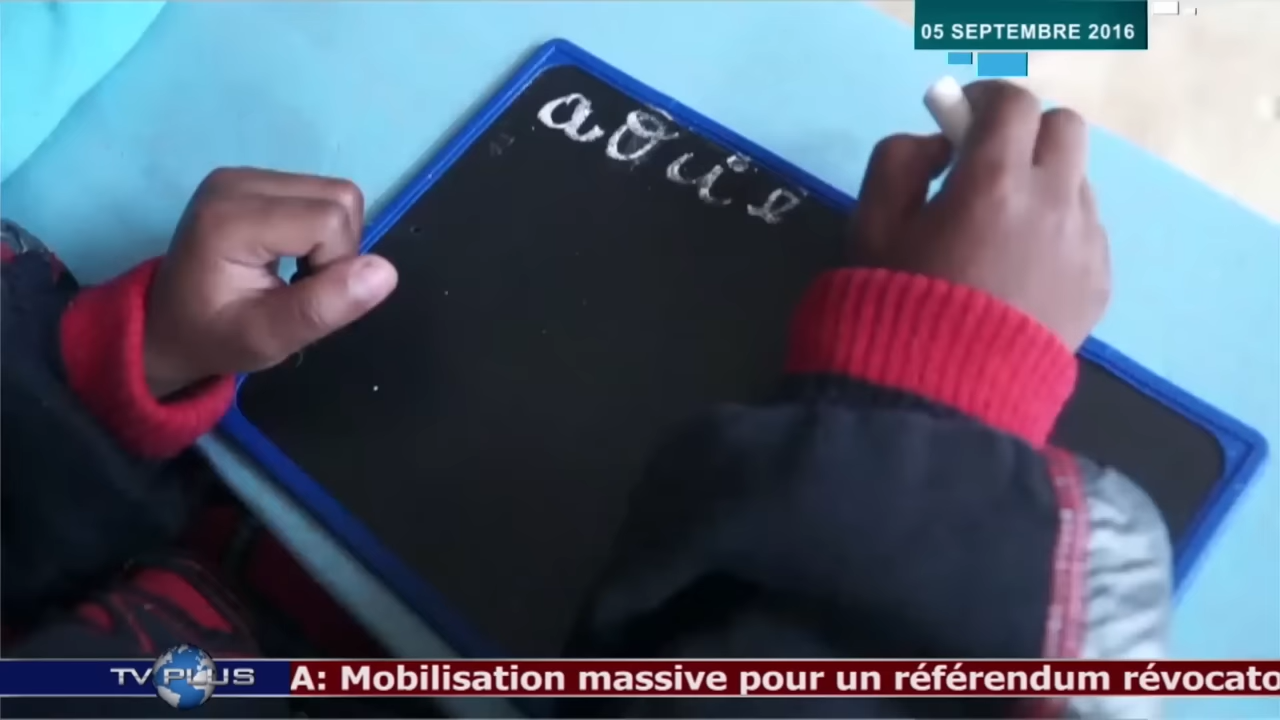 05 SEPTEMBRE 2016
a o u i e
TV PLUS
A: Mobilisation massive pour un référendum révocato